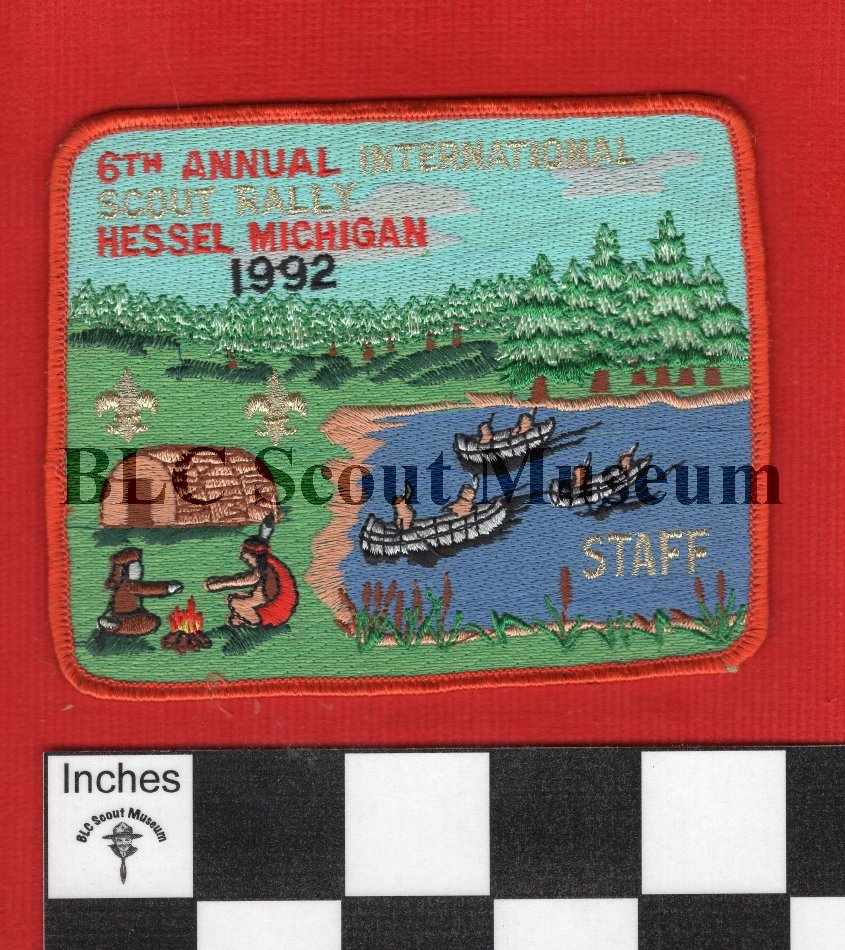 6TH ANNUAL INTERNATIONAL
SCOUT RALLY
HESSEL MICHIGAN
1992
BLC Scout Museum
STAFF
Inches
BLC Scout Museum